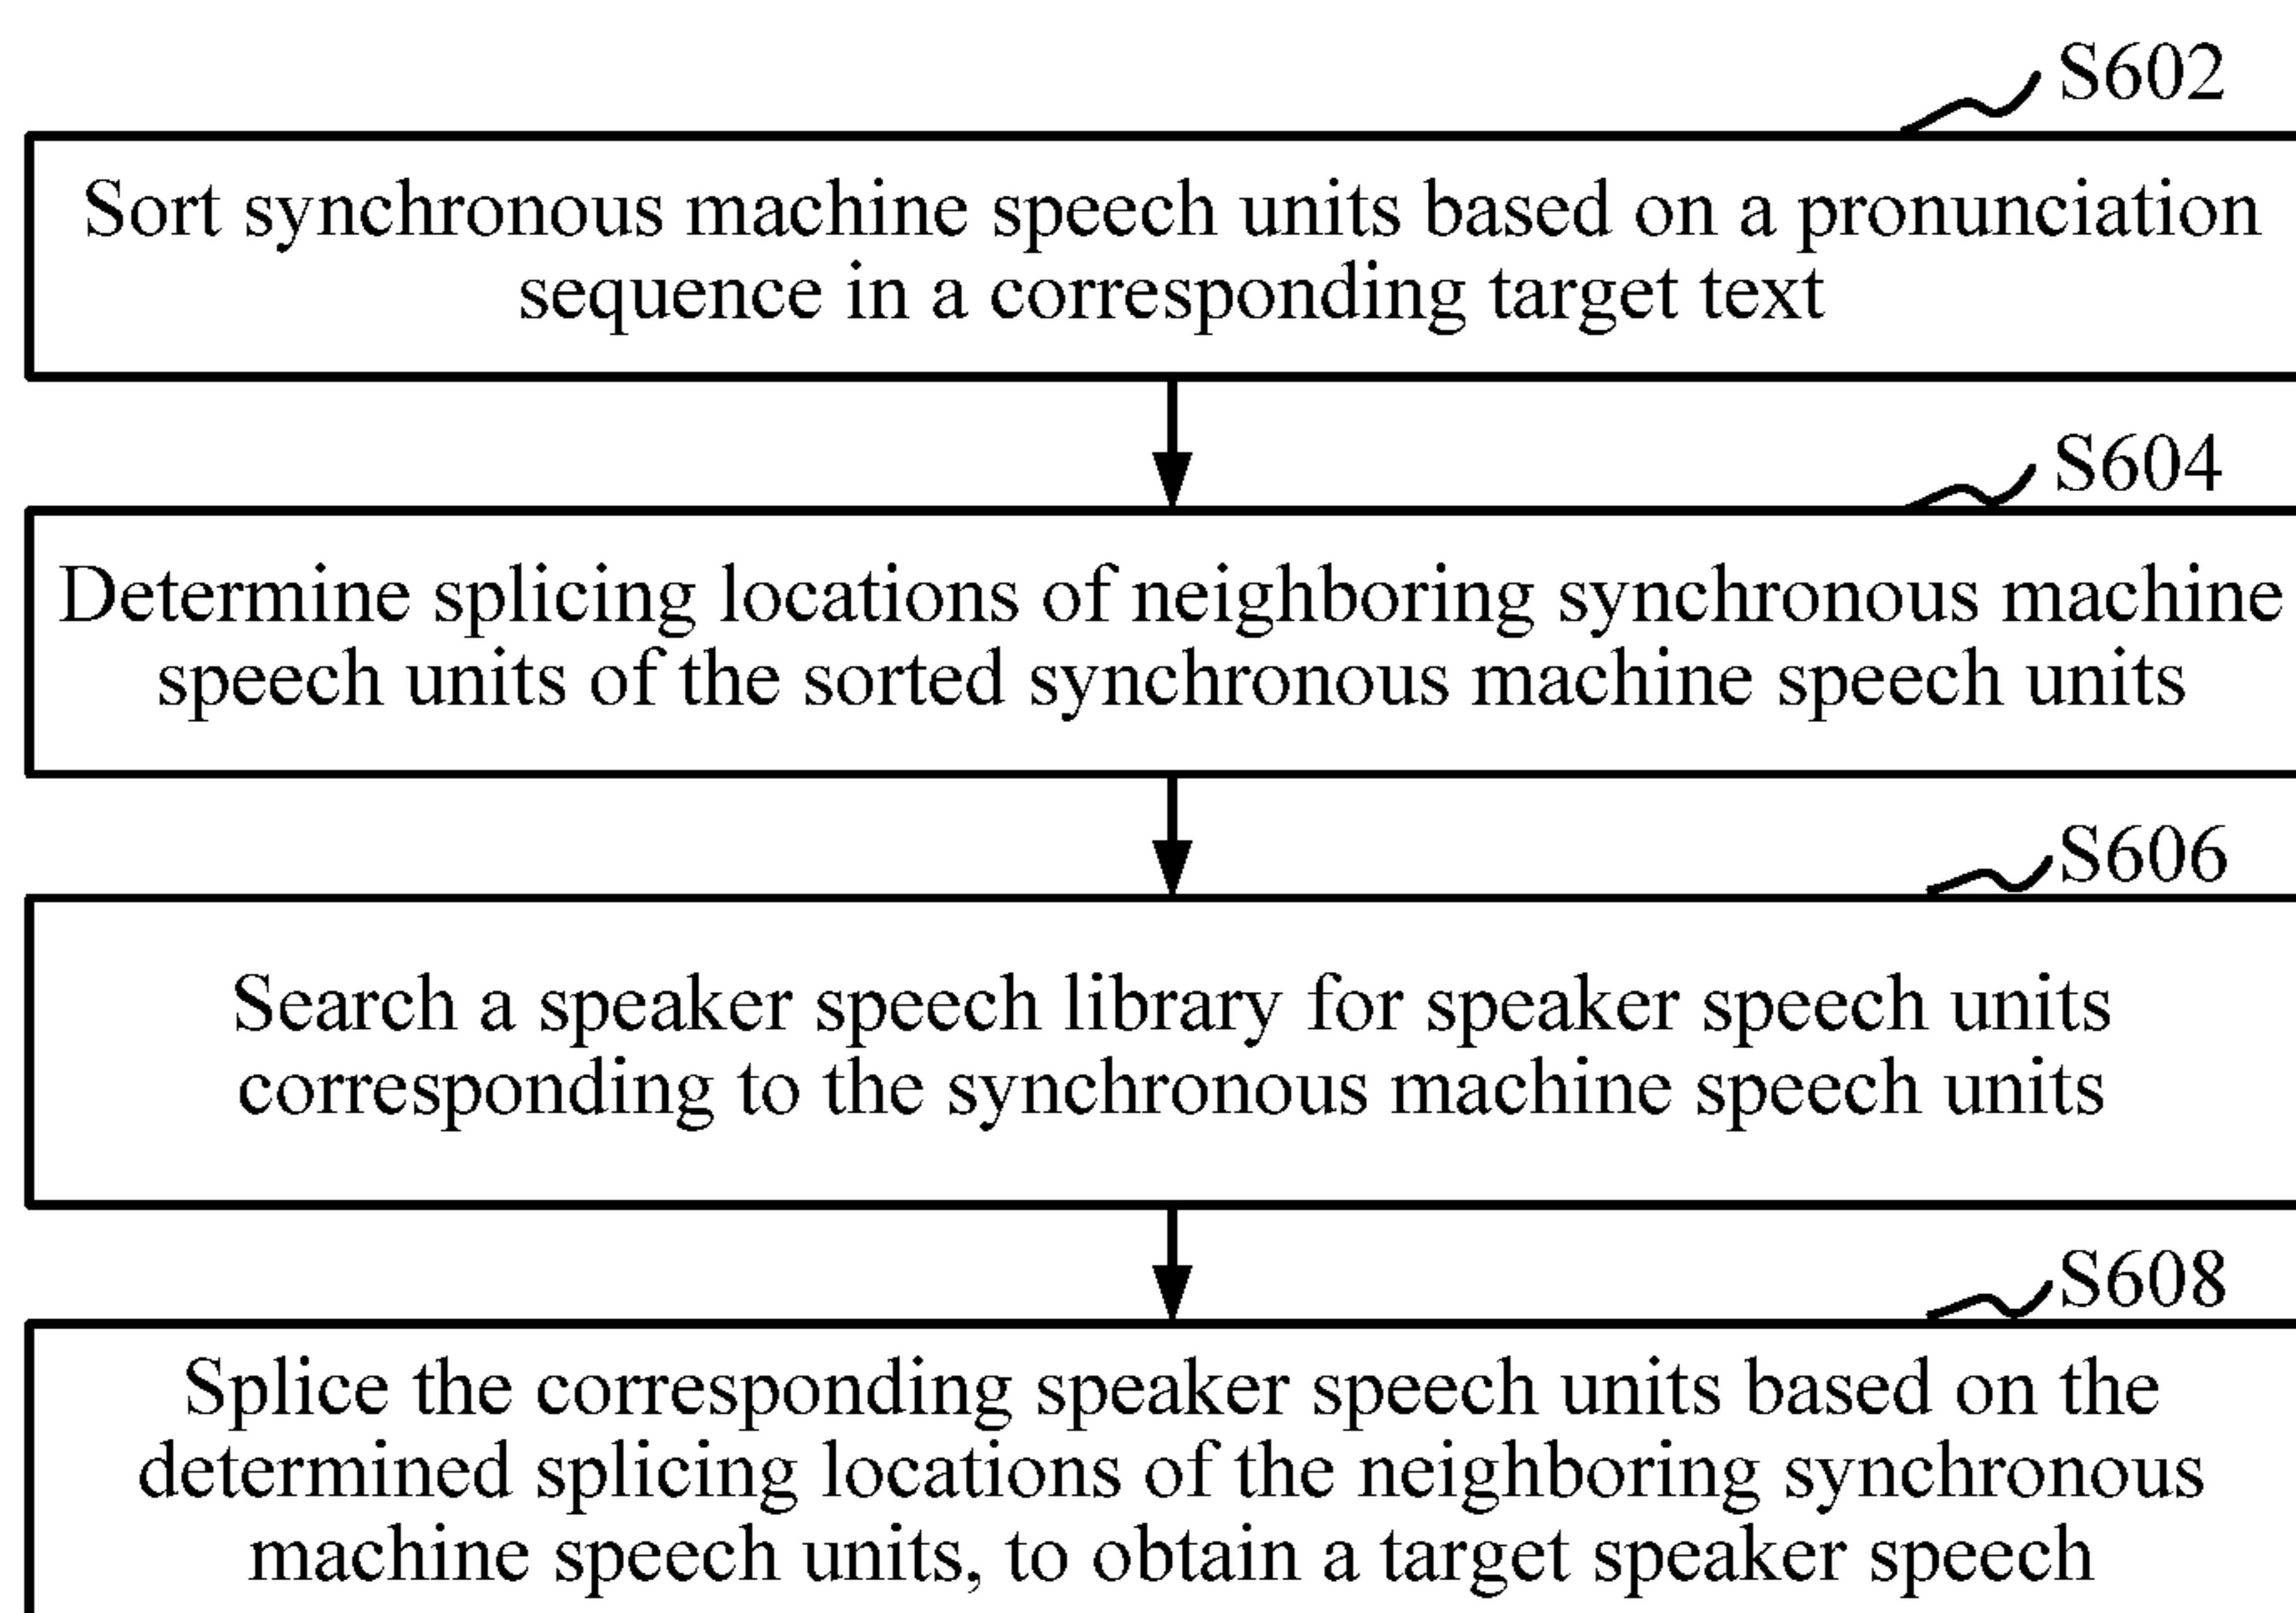 S602
Sort synchronous machine speech units based on a pronunciation
sequence in a corresponding target text
S604
Determine splicing locations of neighboring synchronous machine
speech units of the sorted synchronous machine speech units
S606
Search a speaker speech library for speaker speech units
corresponding to the synchronous machine speech units
S608
Splice the corresponding speaker speech units based on the
determined splicing locations of the neighboring synchronous
machine speech units, to obtain a target speaker speech